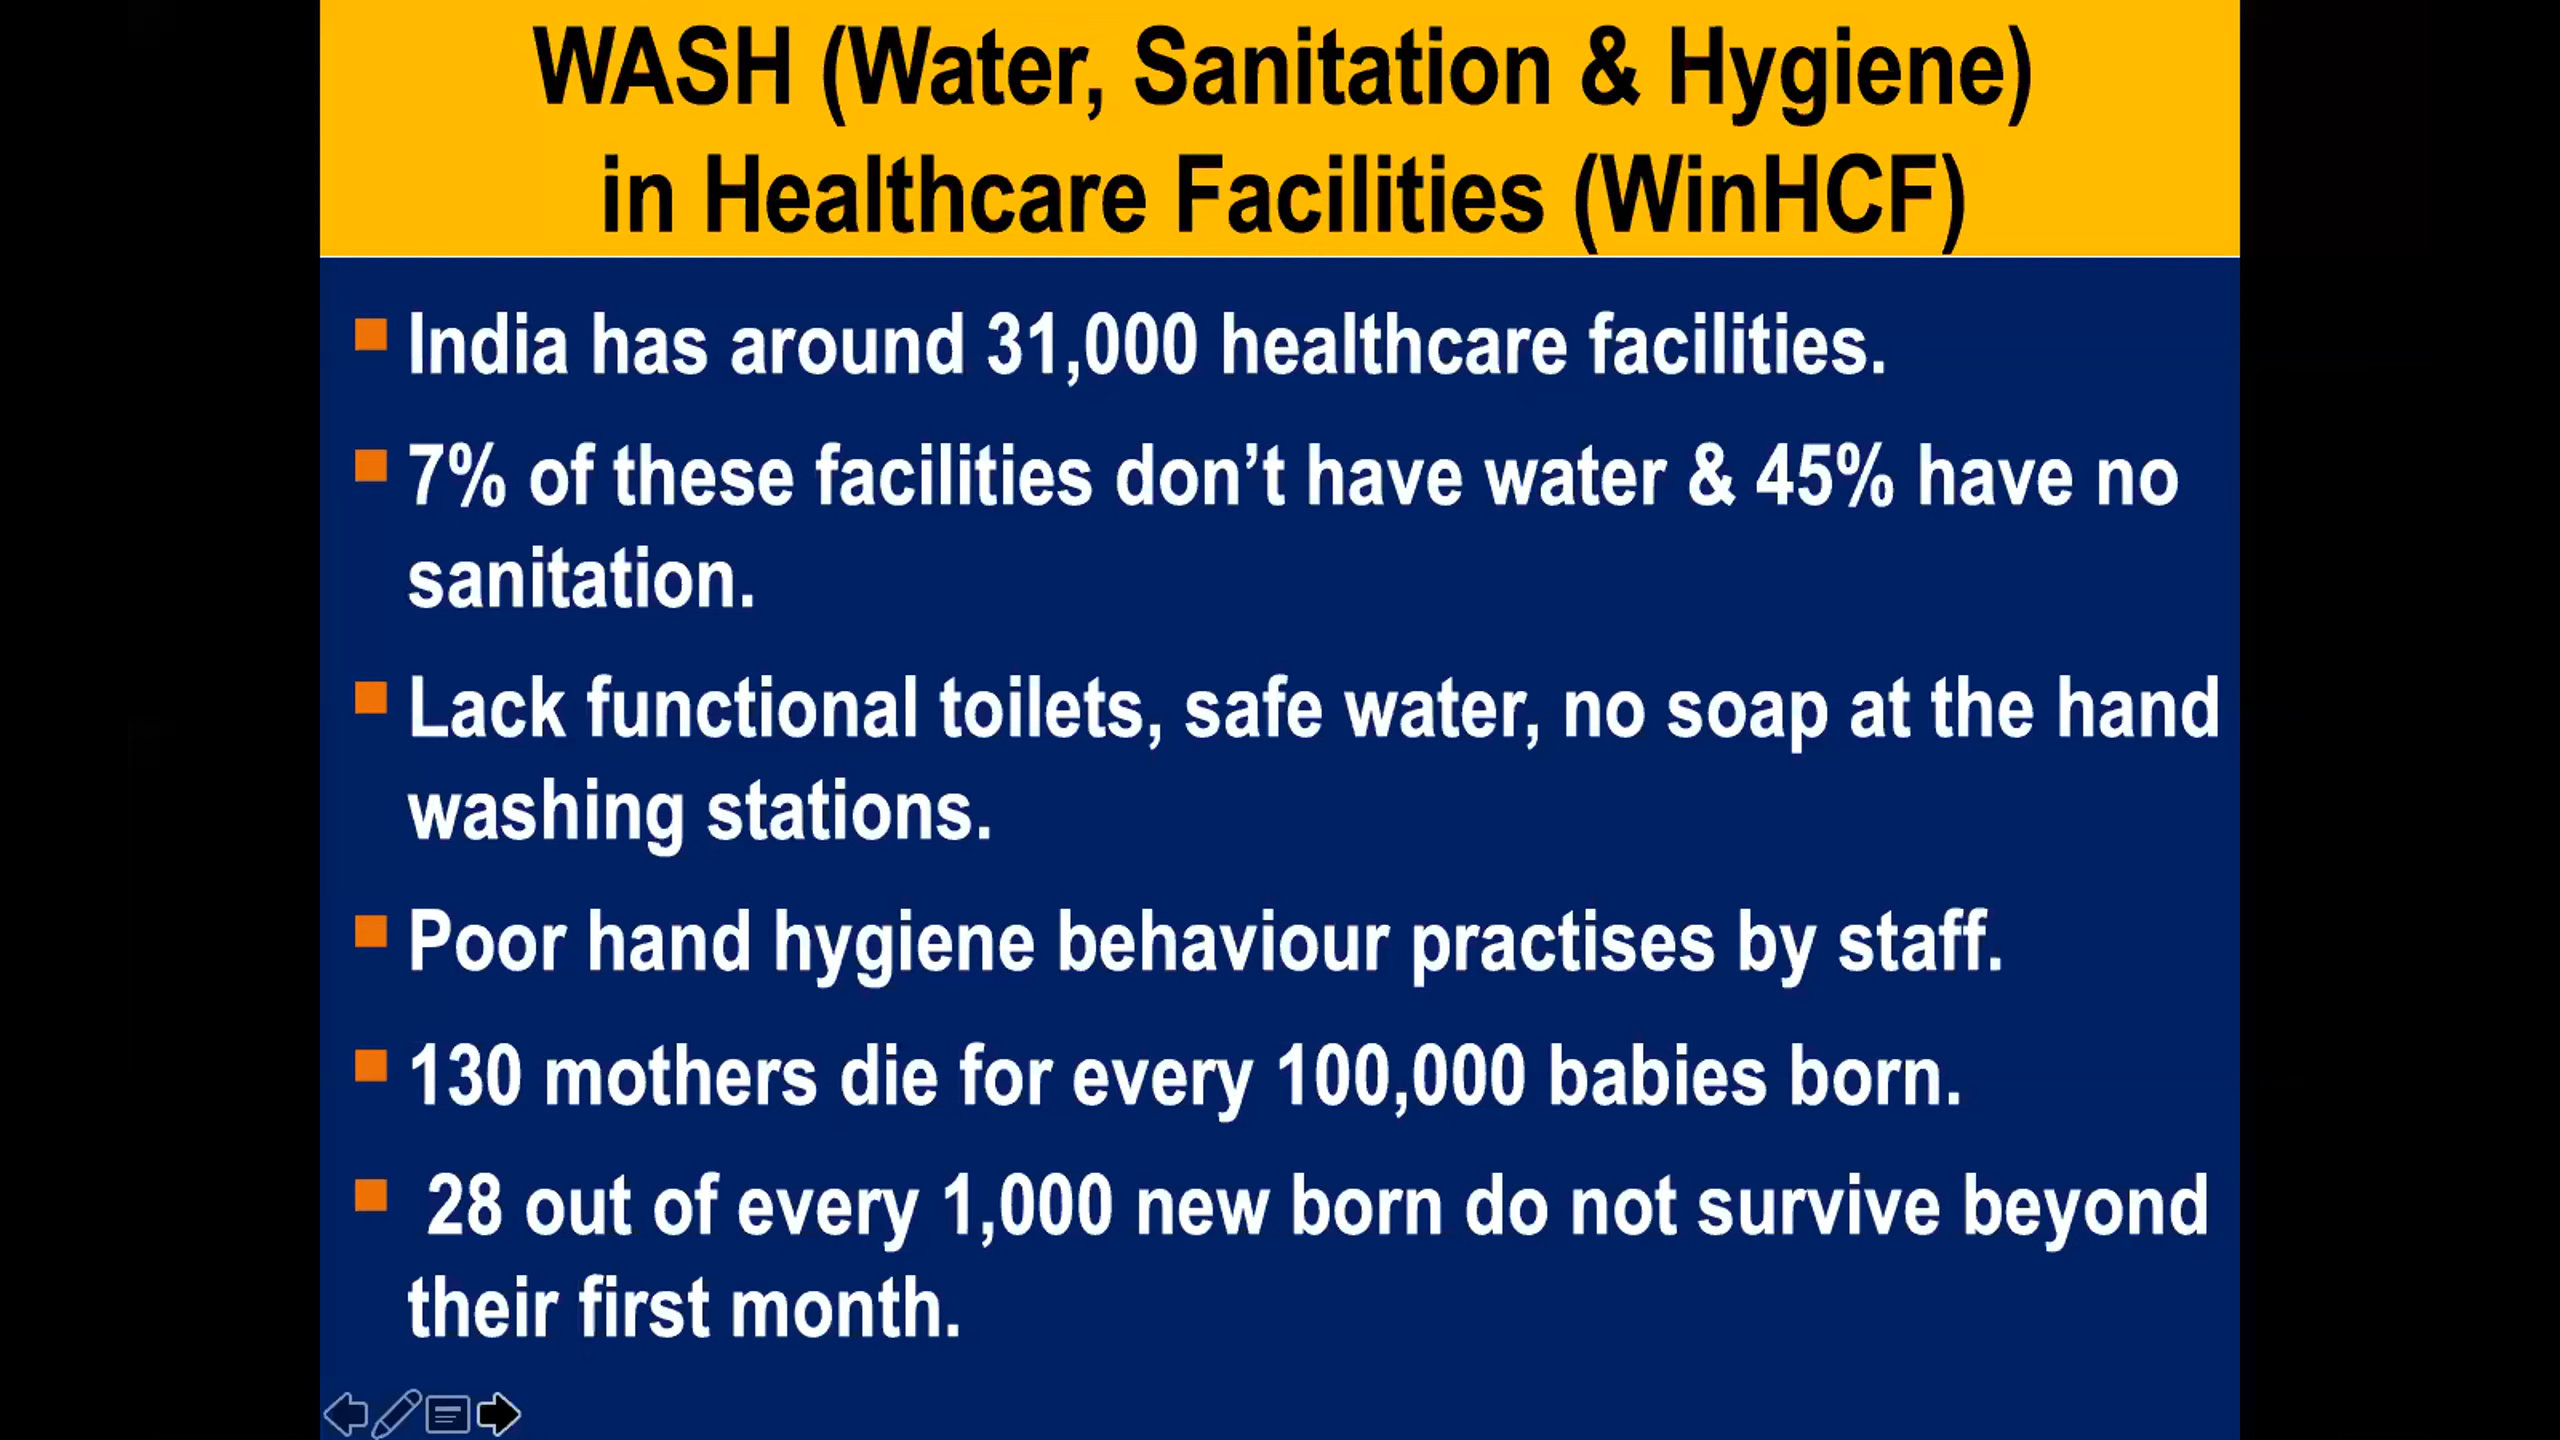 WASH (Water, Sanitation & Hygiene)
in Healthcare Facilities (WinHCF)
India has around 31,000 healthcare facilities.
7% of these facilities don’t have water & 45% have no
sanitation.
Lack functional toilets, safe water, no soap at the hand
washing stations.
Poor hand hygiene behaviour practises by staff.
130 mothers die for every 100,000 babies born.
28 out of every 1,000 new born do not survive beyond
their first month.